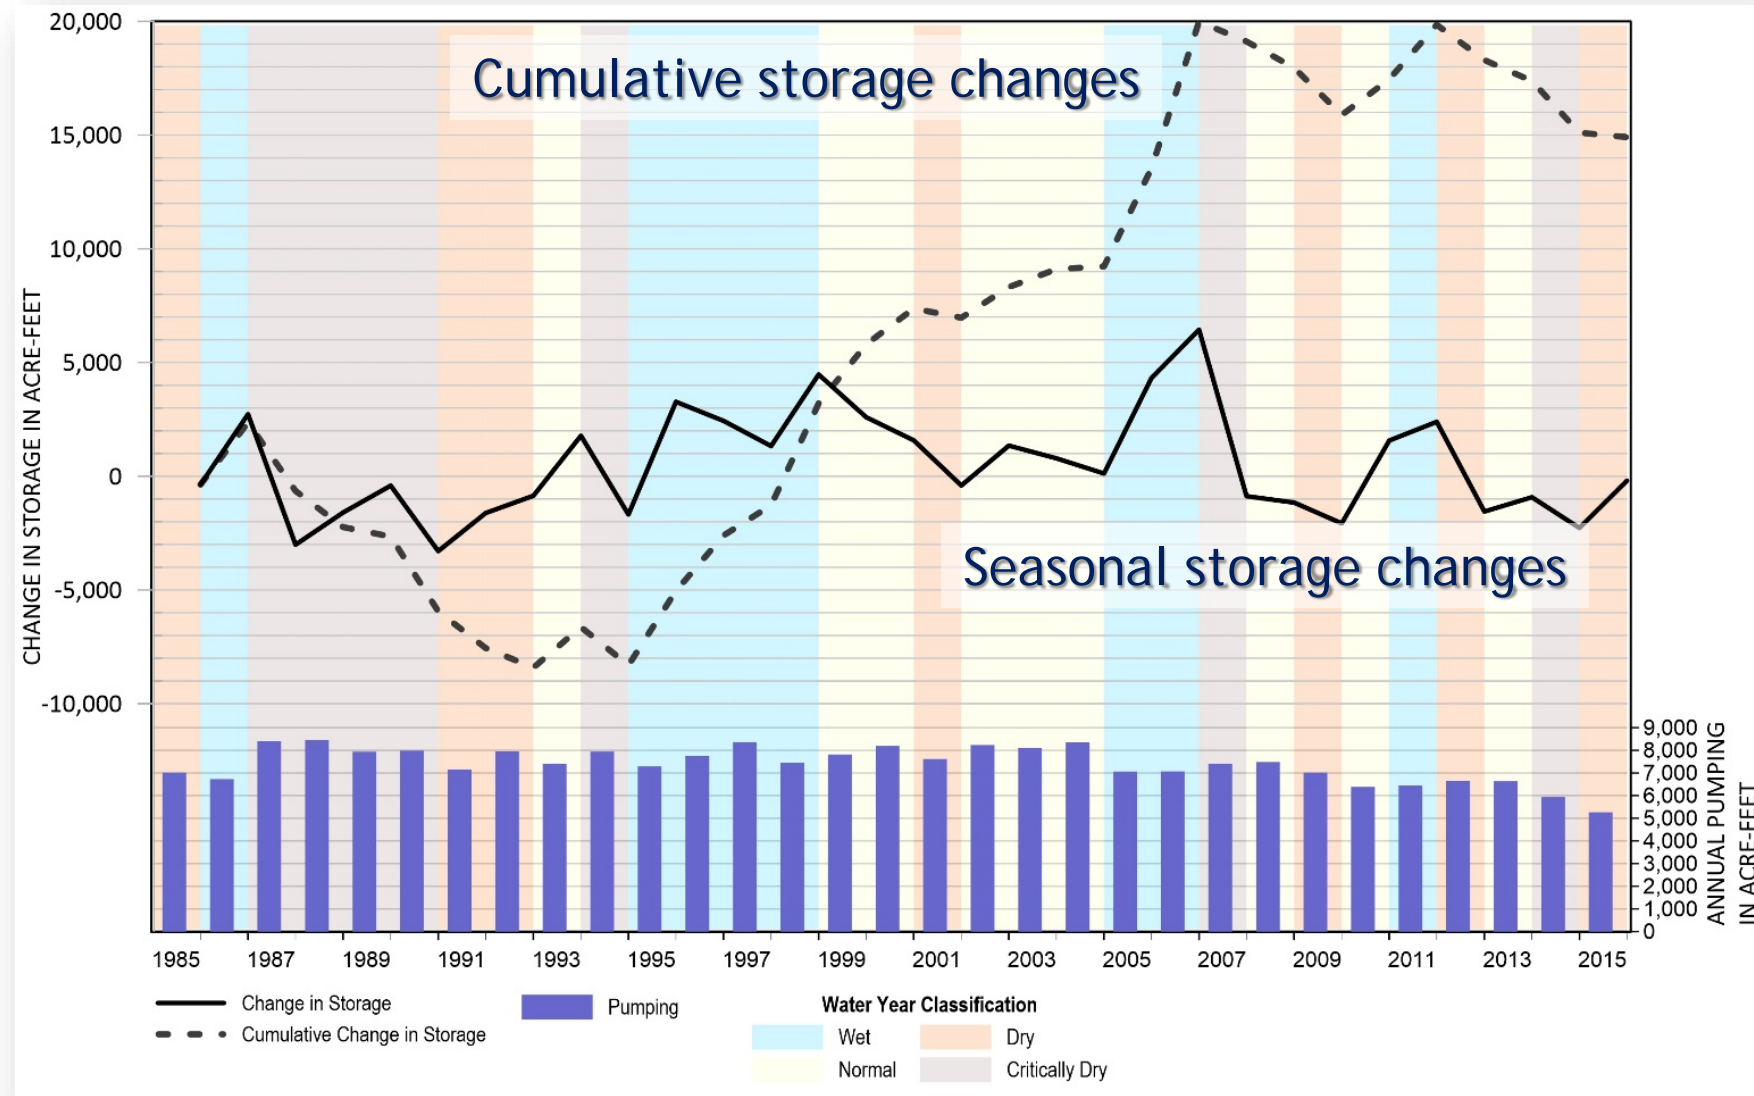 Cumulative storage changes
Seasonal storage changes
CHANGE IN STORAGE IN ACRE-FEET
20,000
15,000
10,000
5,000
0
-5,000
-10,000
9,000
8,000
7,000
6,000
5,000
4,000
3,000
2,000
1,000
0
ANNUAL PUMPING
IN ACRE-FEET
1985 1987 1989 1991 1993 1995 1997 1999 2001 2003 2005 2007 2009 2011 2013 2015
Change in Storage
Cumulative Change in Storage
Pumping
Water Year Classification
Wet Dry
Normal Critically Dry